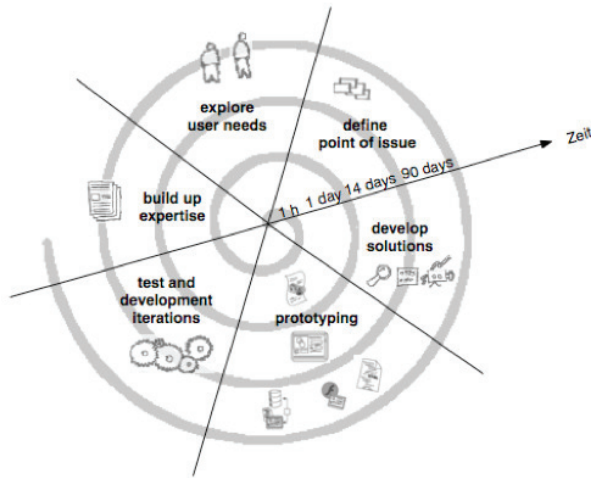 explore
user needs
define
point of issue
Zeit
1 h 1 day 14 days 90 days
build up
expertise
develop
solutions
test and
development
iterations
prototyping